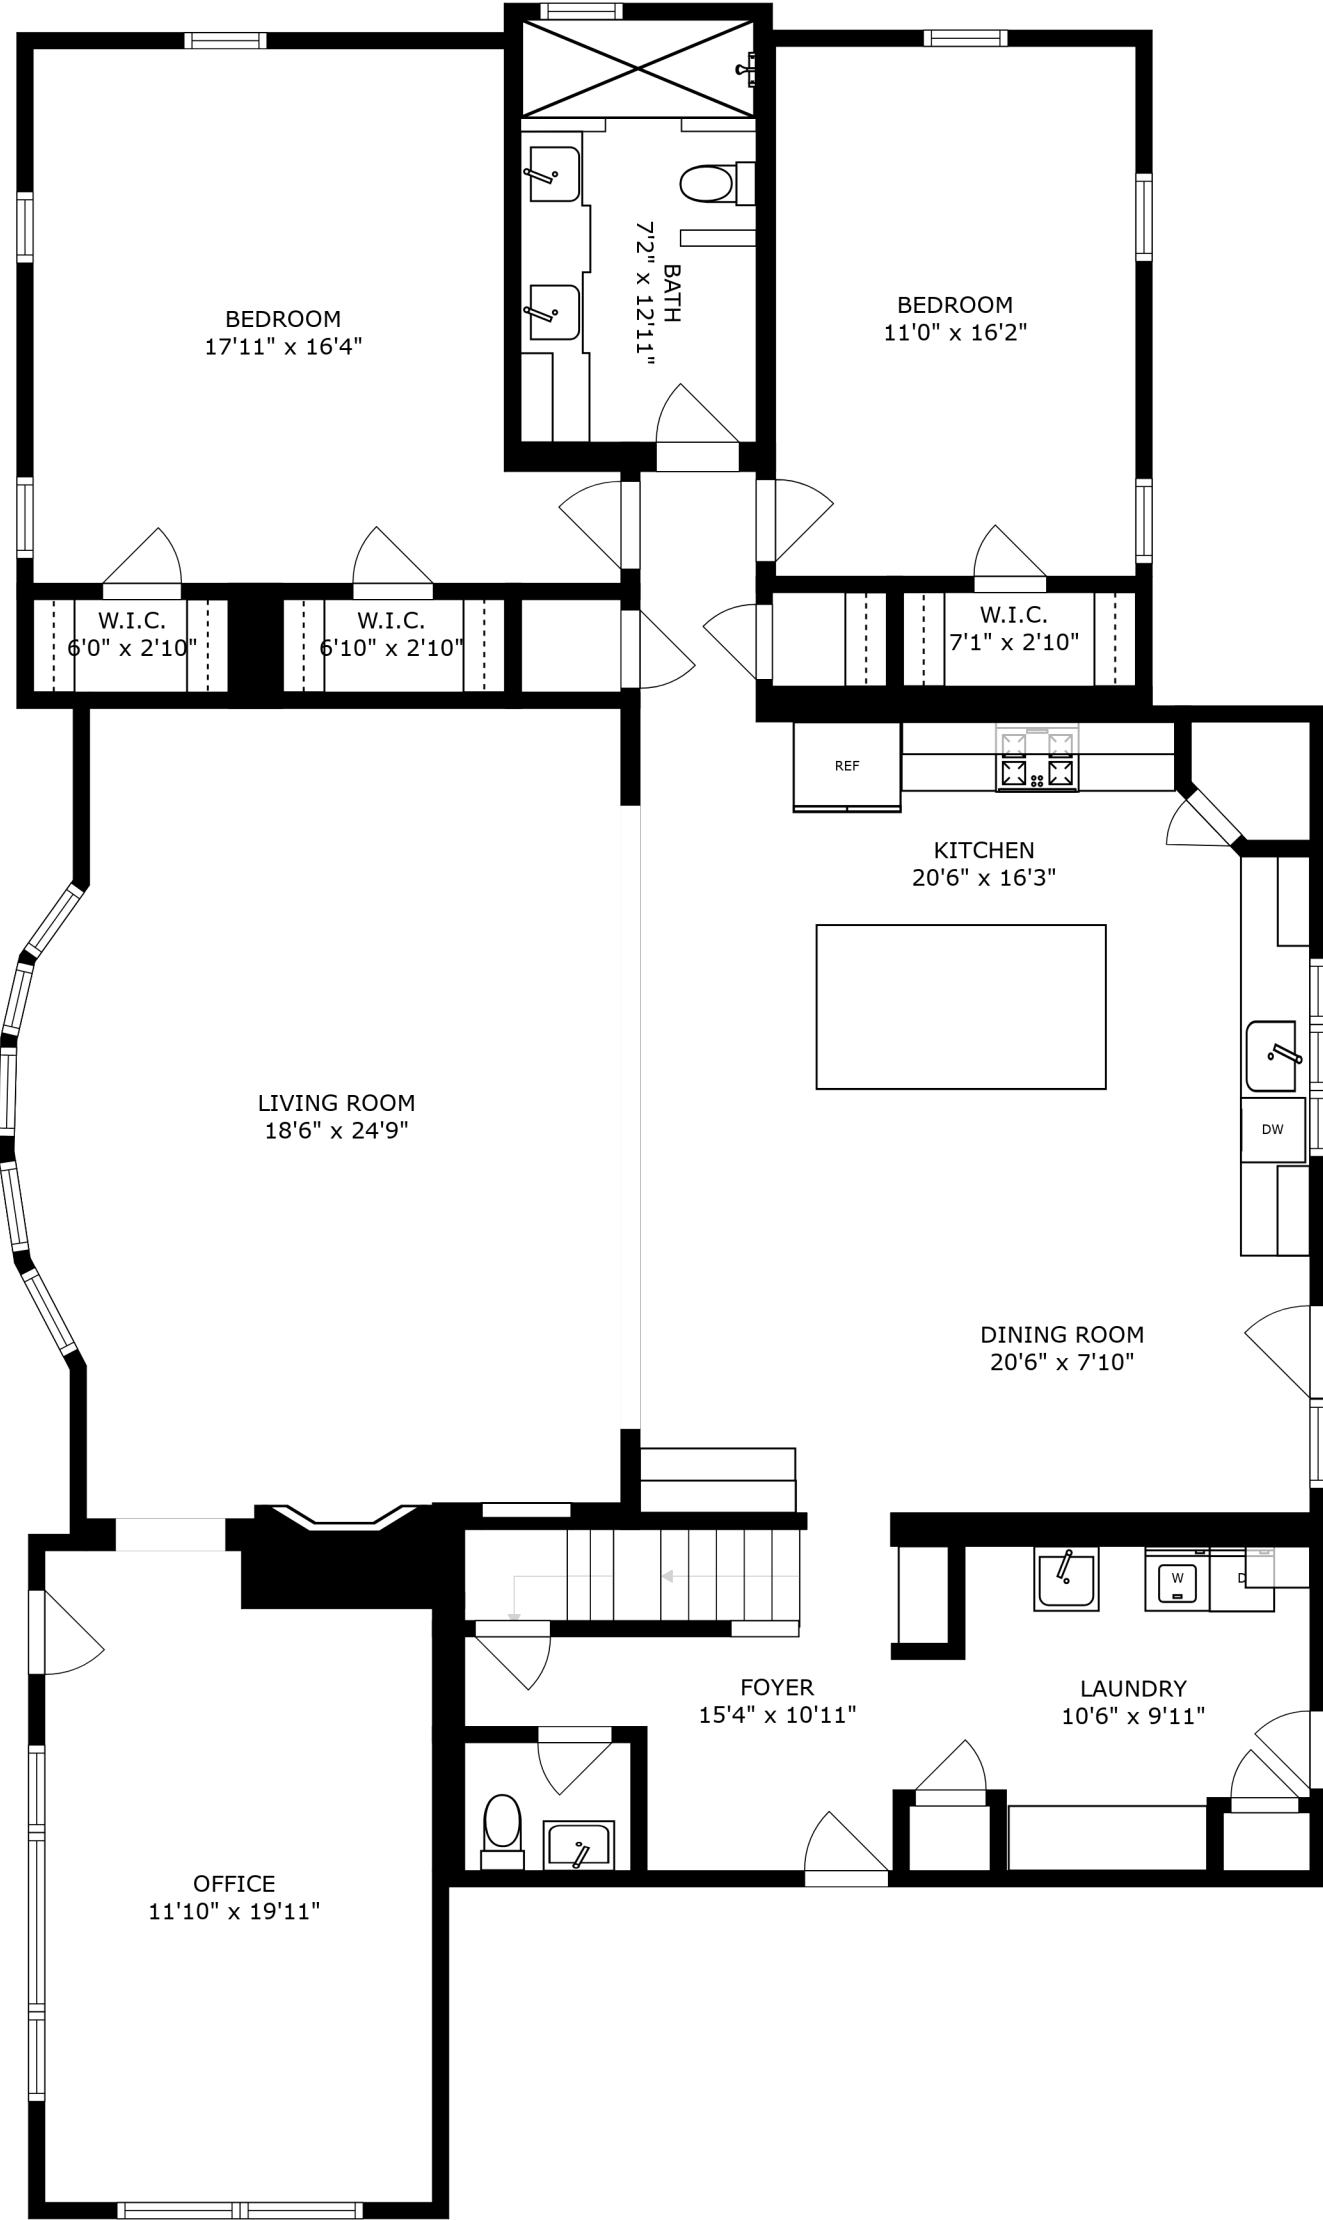 BEDROOM
17'11" x 16'4"
BATH
7'2" x 12'11"
BEDROOM
11'0" x 16'2"
W.I.C.
6'0" x 2'10"
W.I.C.
6'10" x 2'10"
W.I.C.
7'1" x 2'10"
REF
KITCHEN
20'6" x 16'3"
LIVING ROOM
18'6" x 24'9"
DW
DINING ROOM
20'6" x 7'10"
W
D
FOYER
15'4" x 10'11"
LAUNDRY
10'6" x 9'11"
OFFICE
11'10" x 19'11"